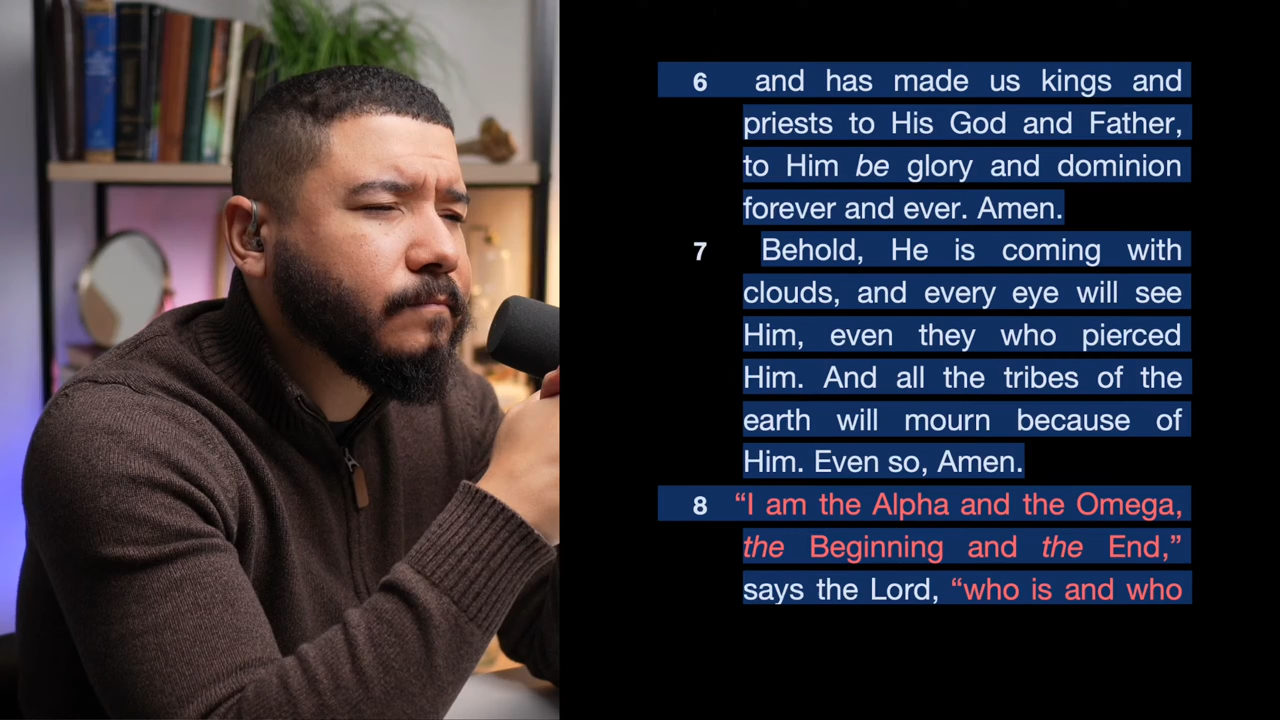 6 and has made us kings and
priests to His God and Father,
to Him be glory and dominion
forever and ever. Amen.
7 Behold, He is coming with
clouds, and every eye will see
Him, even they who pierced
Him. And all the tribes of the
earth will mourn because of
Him. Even so, Amen.
8 “I am the Alpha and the Omega,
the Beginning and the End,”
says the Lord, “who is and who